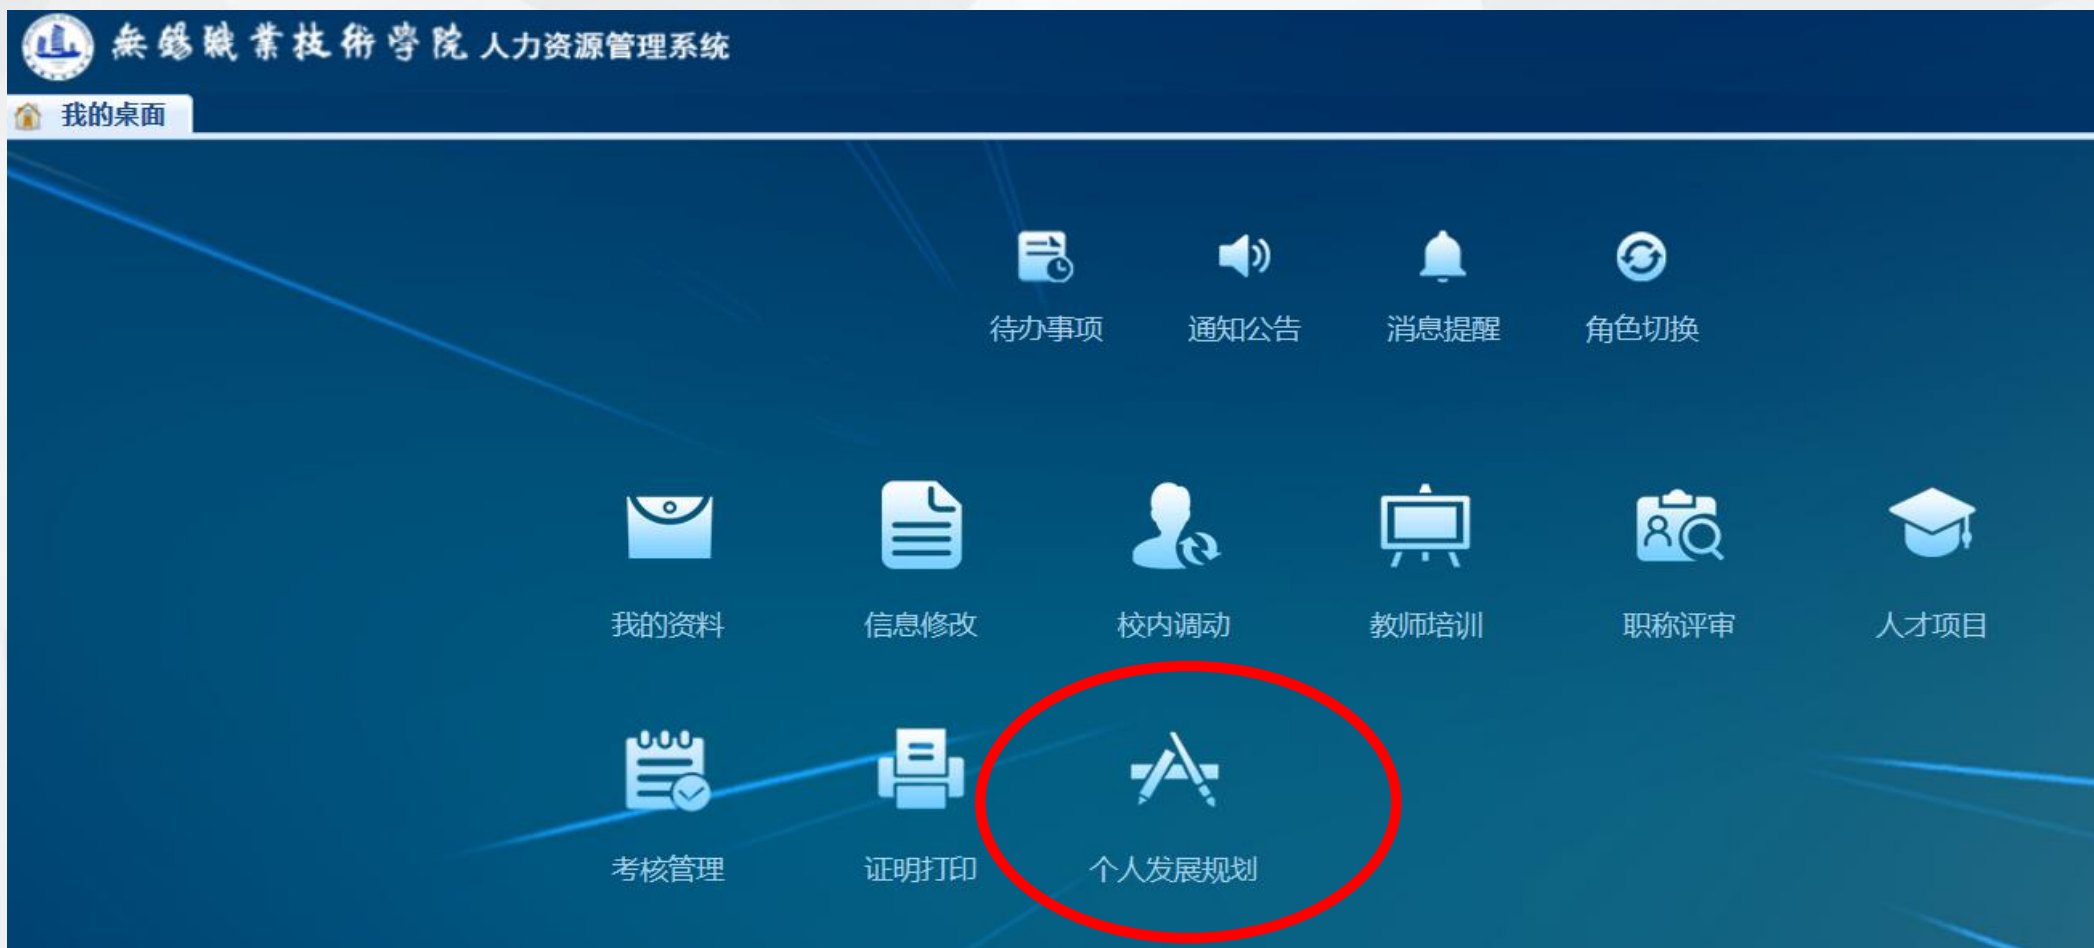 無錫職業技術學院 人力资源管理系统
我的桌面
待办事项 通知公告 消息提醒 角色切换
我的资料 信息修改 校内调动 教师培训 职称评审 人才项目
考核管理 证明打印 个人发展规划